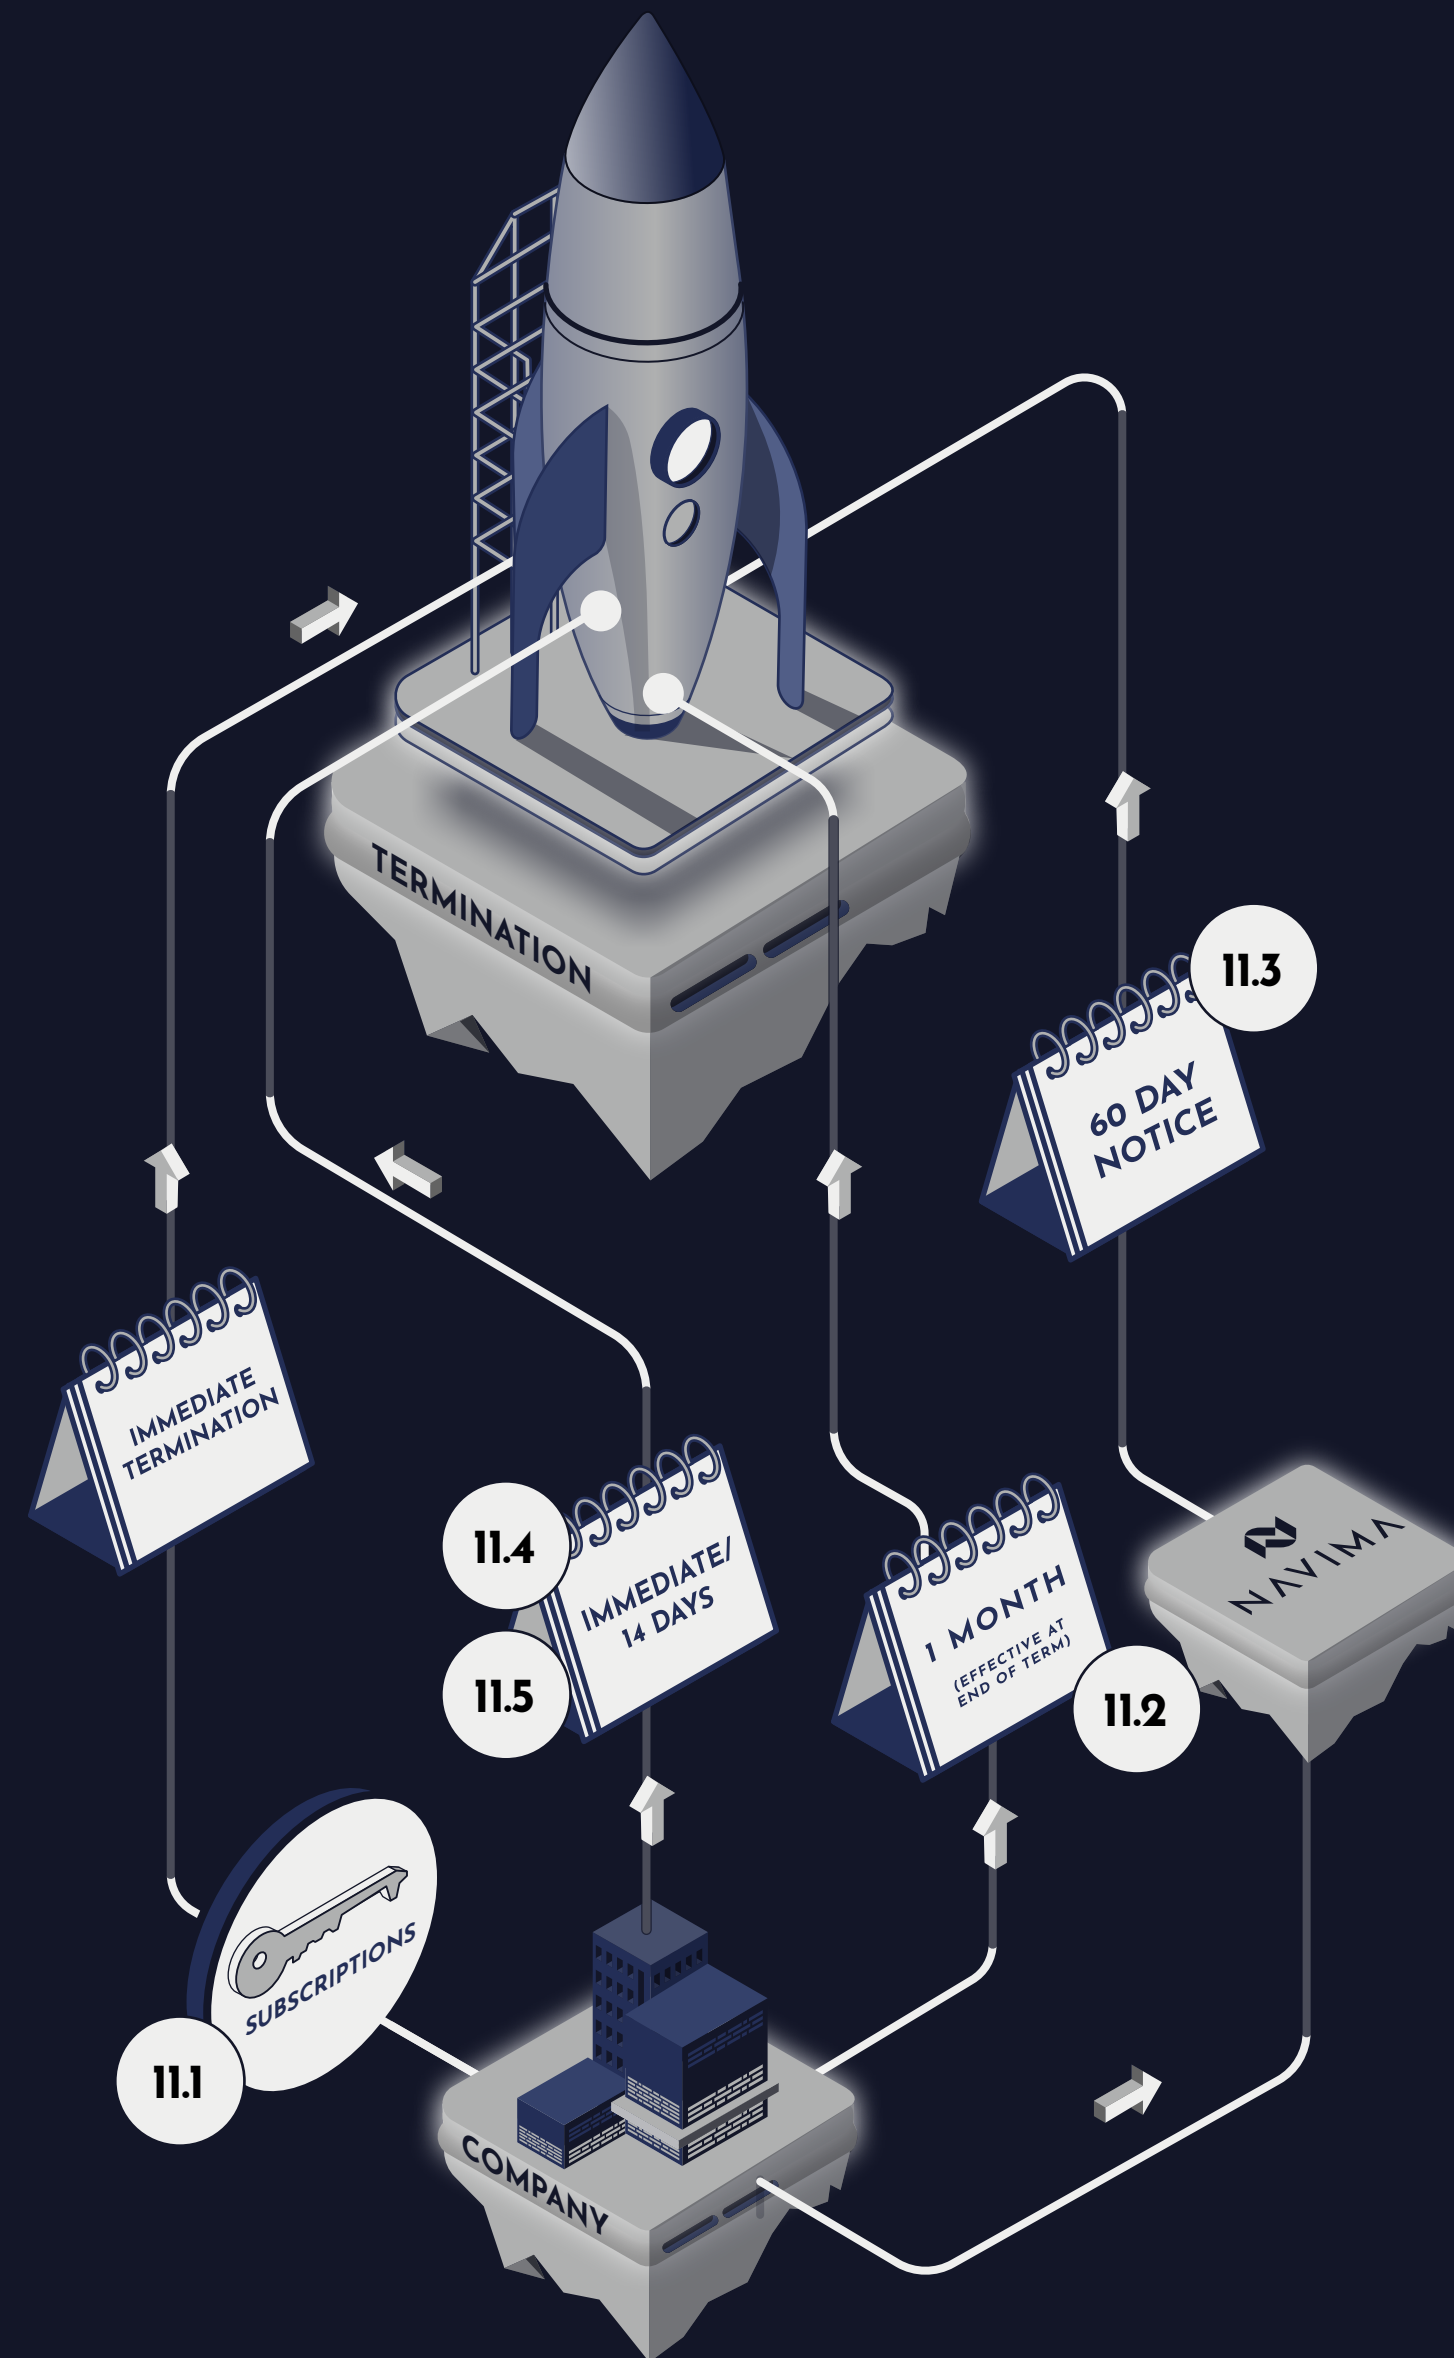 TERMINATION
11.3
60 DAY
NOTICE
IMMEDIATE
TERMINATION
11.4
IMMEDIATE/
14 DAYS
11.5
1 MONTH
(EFFECTIVE AT
END OF TERM)
11.2
NAVIMA
SUBSCRIPTIONS
11.1
COMPANY